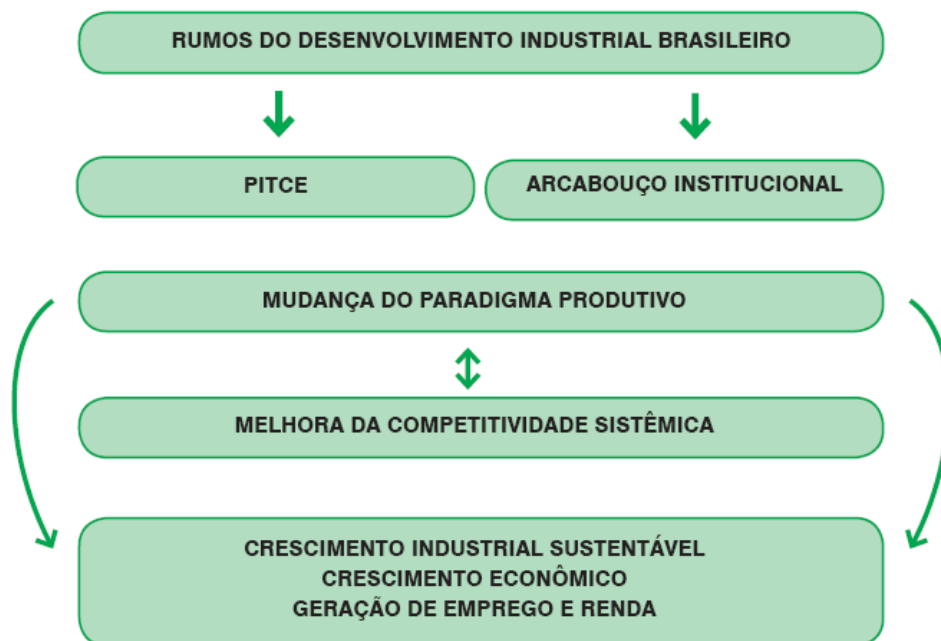 RUMOS DO DESENVOLVIMENTO INDUSTRIAL BRASILEIRO
PITCE
ARCABOUÇO INSTITUCIONAL
MUDANÇA DO PARADIGMA PRODUTIVO
MELHORA DA COMPETITIVIDADE SISTÊMICA
CRESCIMENTO INDUSTRIAL SUSTENTÁVEL
CRESCIMENTO ECONÔMICO
GERAÇÃO DE EMPREGO E RENDA